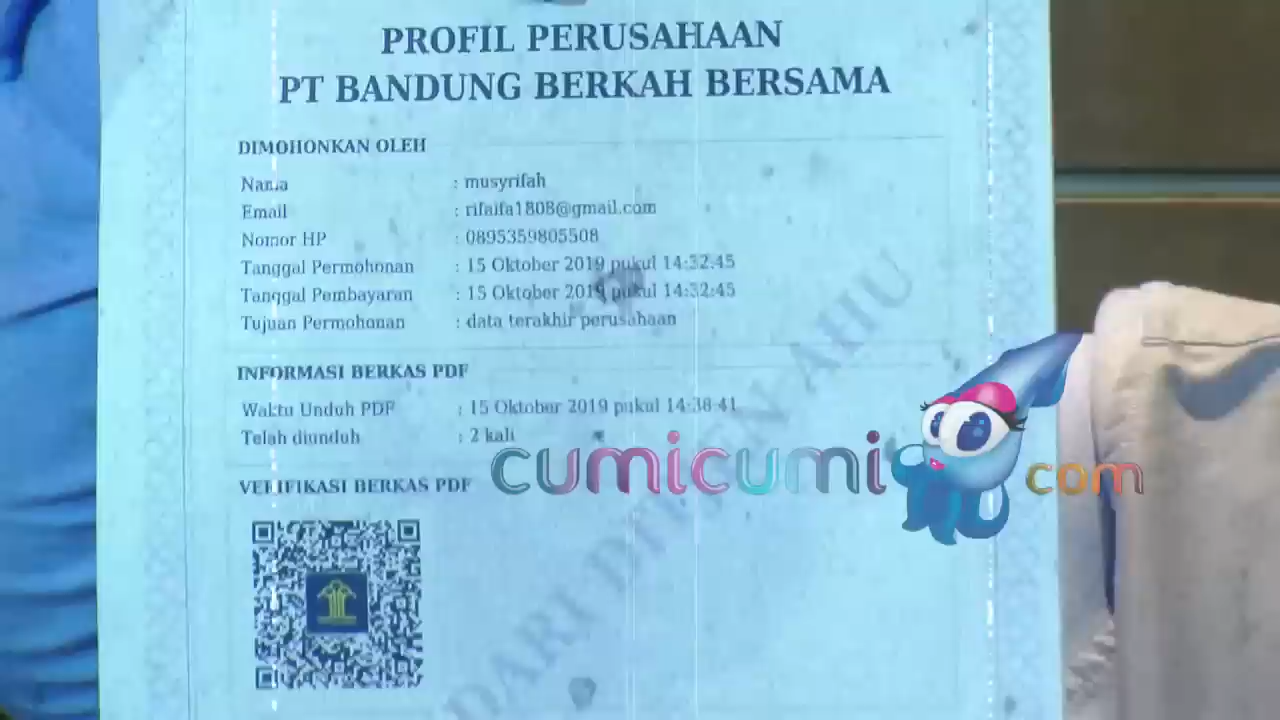 PROFIL PERUSAHAAN
PT BANDUNG BERKAH BERSAMA
DIMOHONKAN OLEH
Nama : musyrifah
Email : rifaifa1808@gmail.com
Nomor HP : 0895359805508
Tanggal Permohonan : 15 Oktober 2019 pukul 14:32:45
Tanggal Pembayaran : 15 Oktober 2019 pukul 14:32:45
Tujuan Permohonan : data terakhir perusahaan
INFORMASI BERKAS PDF
Waktu Unduh PDF : 15 Oktober 2019 pukul 14:38:41
Telah diunduh : 2 kali
cumicumi.com
VERIFIKASI BERKAS PDF
DARI DITJEN AHU